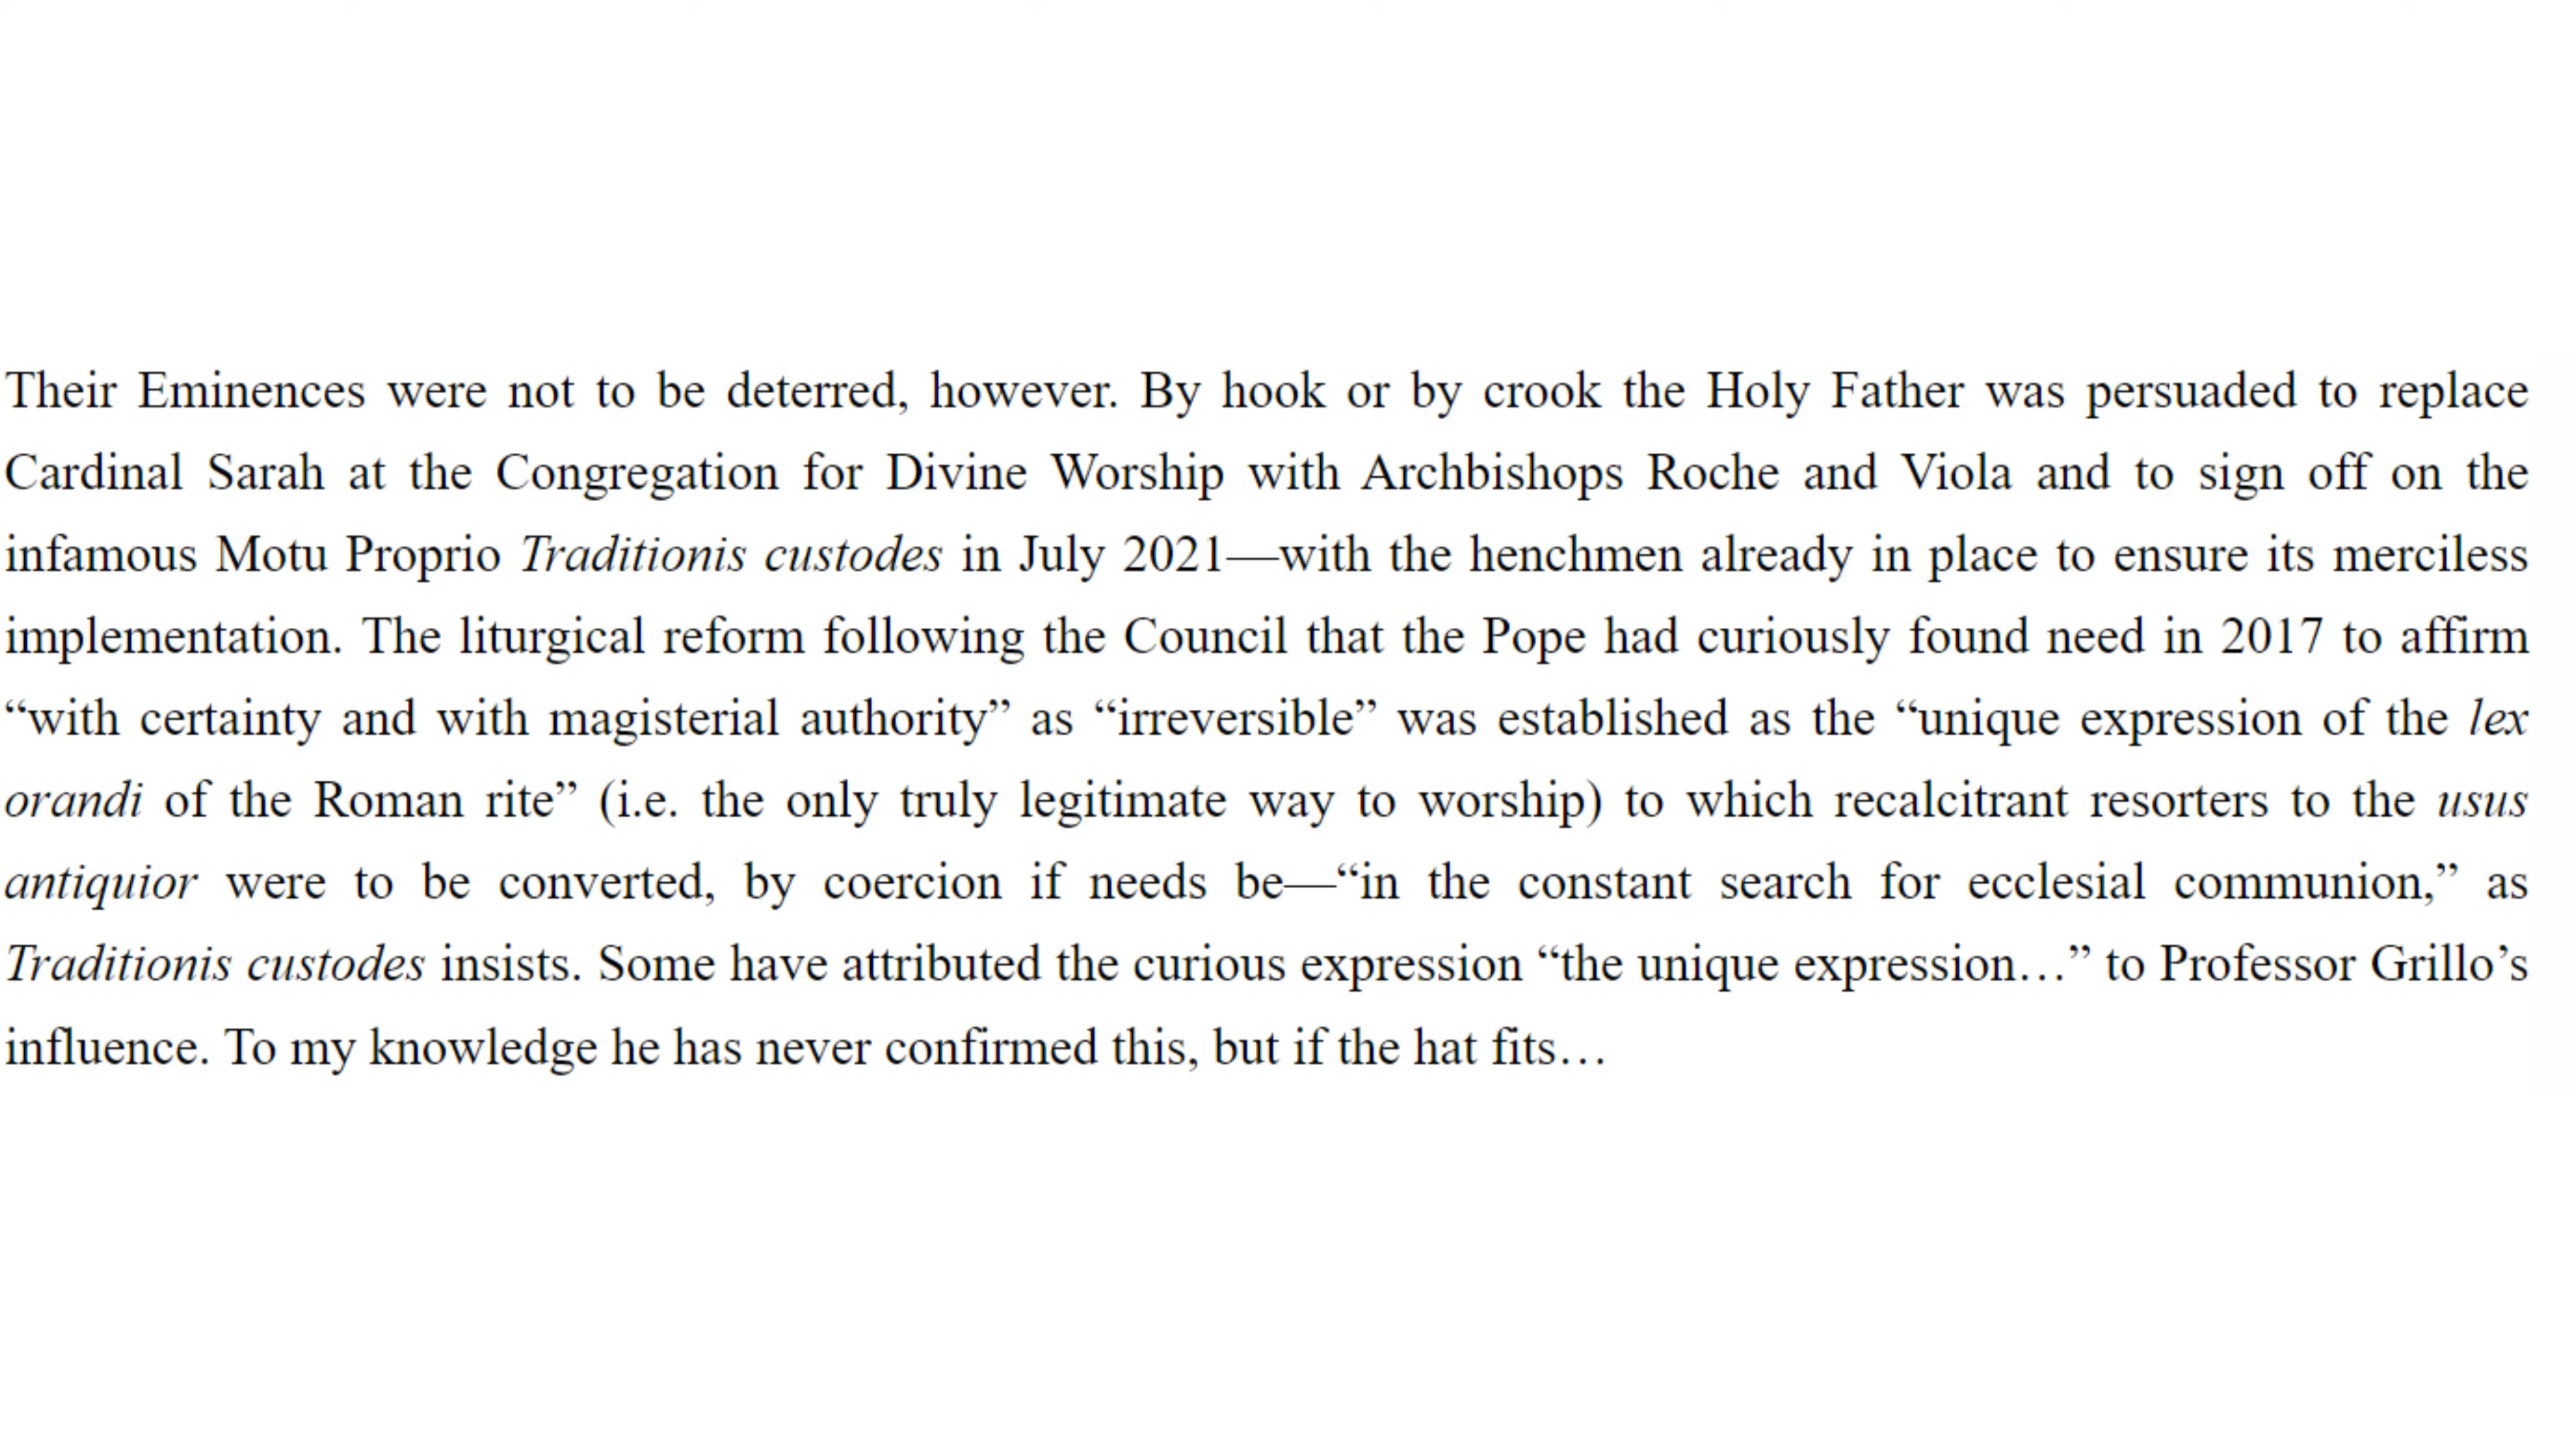 Their Eminences were not to be deterred, however. By hook or by crook the Holy Father was persuaded to replace
Cardinal Sarah at the Congregation for Divine Worship with Archbishops Roche and Viola and to sign off on the
infamous Motu Proprio Traditionis custodes in July 2021—with the henchmen already in place to ensure its merciless
implementation. The liturgical reform following the Council that the Pope had curiously found need in 2017 to affirm
“with certainty and with magisterial authority” as “irreversible” was established as the “unique expression of the lex
orandi of the Roman rite” (i.e. the only truly legitimate way to worship) to which recalcitrant resorters to the usus
antiquior were to be converted, by coercion if needs be—“in the constant search for ecclesial communion,” as
Traditionis custodes insists. Some have attributed the curious expression “the unique expression…” to Professor Grillo’s
influence. To my knowledge he has never confirmed this, but if the hat fits…